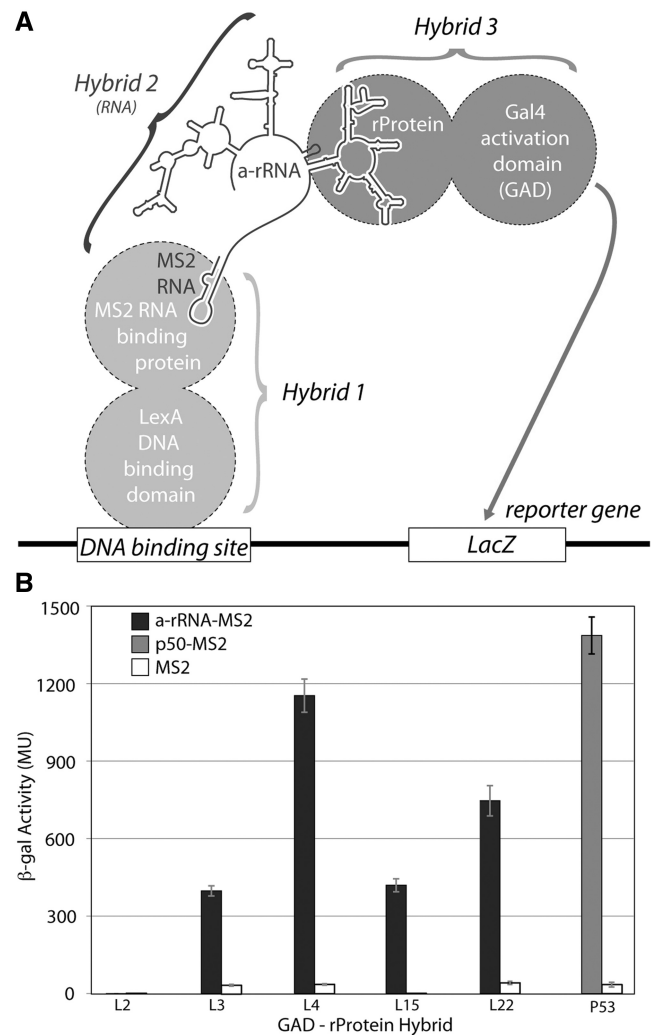 A
Hybrid 3
Hybrid 2
(RNA)
rProtein
Gal4
activation
domain
(GAD)
a-rRNA
MS2
RNA
MS2 RNA
binding
protein
Hybrid 1
LexA
DNA
binding
domain
reporter gene
DNA binding site
LacZ
B
1500
1200
900
600
300
0
β-gal Activity (MU)
a-rRNA-MS2
p50-MS2
MS2
L2 L3 L4 L15 L22 P53
GAD - rProtein Hybrid